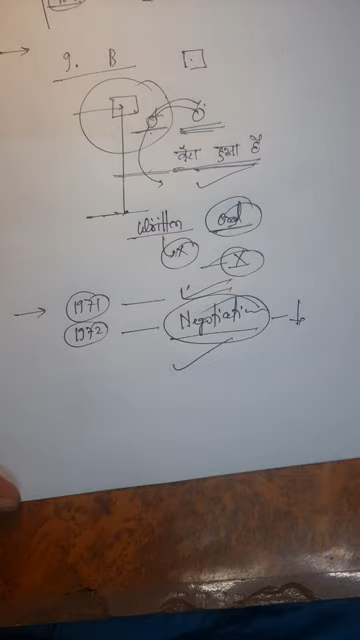 9. B
B
हुआ है
Written Oral
X X
1971
Negotiation
1972